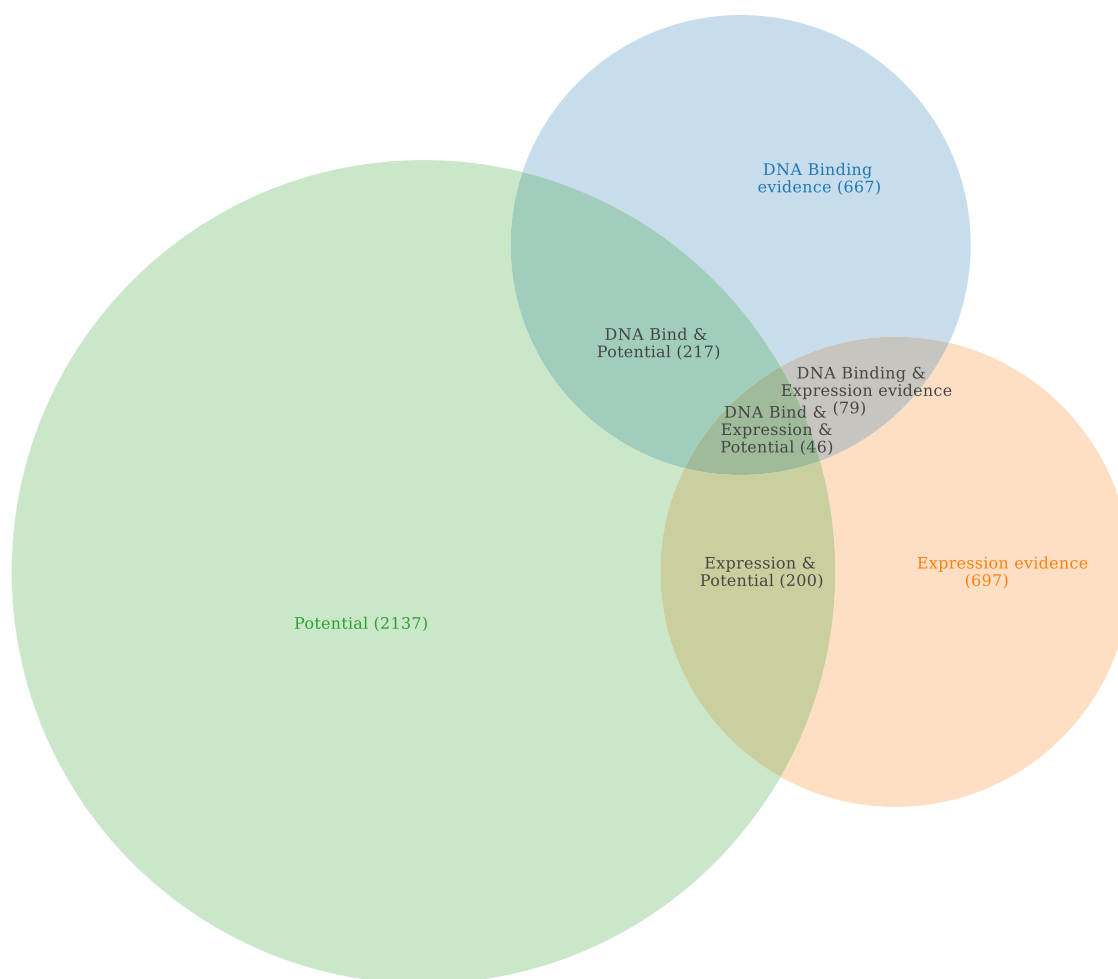 DNA Binding
evidence (667)
DNA Bind &
Potential (217)
DNA Binding &
Expression evidence
(79)
DNA Bind &
Expression &
Potential (46)
Expression &
Potential (200)
Expression evidence
(697)
Potential (2137)